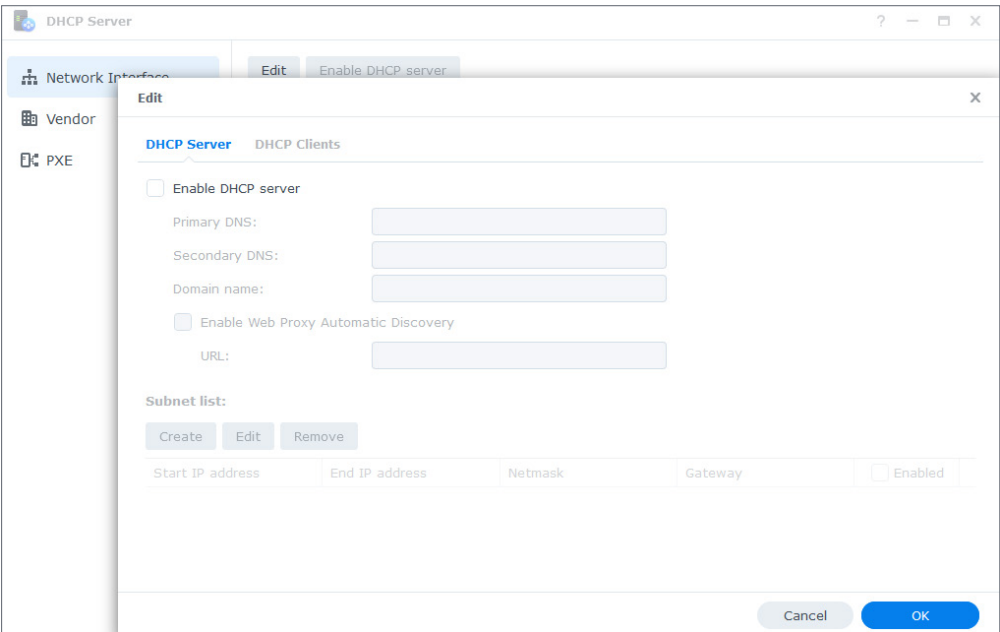 DHCP Server
?
Network Interface
Edit
Enable DHCP server
Vendor
PXE
Edit
DHCP Server
DHCP Clients
Enable DHCP server
Primary DNS:
Secondary DNS:
Domain name:
Enable Web Proxy Automatic Discovery
URL:
Subnet list:
Create
Edit
Remove
Start IP address
End IP address
Netmask
Gateway
Enabled
Cancel
OK